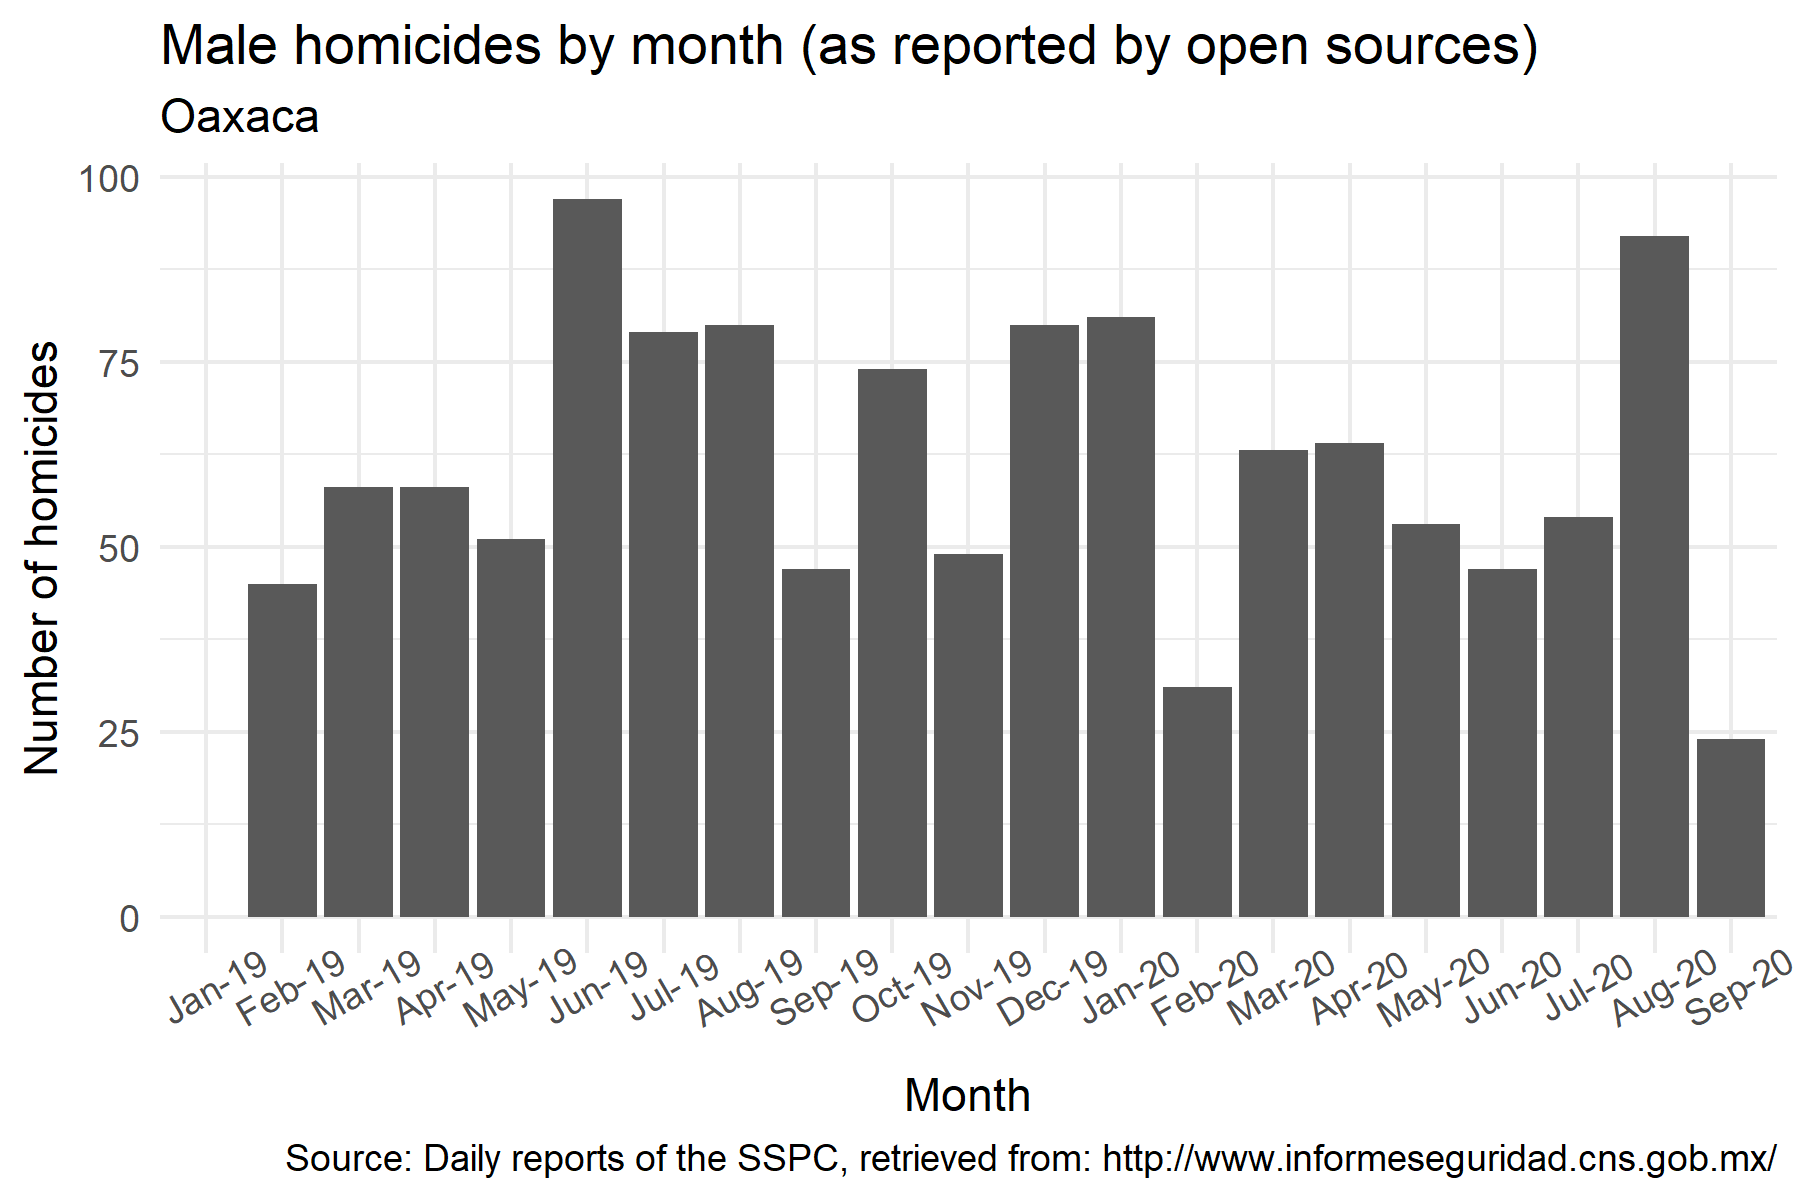 Male homicides by month (as reported by open sources)
Oaxaca
Number of homicides
100
75
50
25
0
Jan-19
Feb-19
Mar-19
Apr-19
May-19
Jun-19
Jul-19
Aug-19
Sep-19
Oct-19
Nov-19
Dec-19
Jan-20
Feb-20
Mar-20
Apr-20
May-20
Jun-20
Jul-20
Aug-20
Sep-20
Month
Source: Daily reports of the SSPC, retrieved from: http://www.informeseguridad.cns.gob.mx/